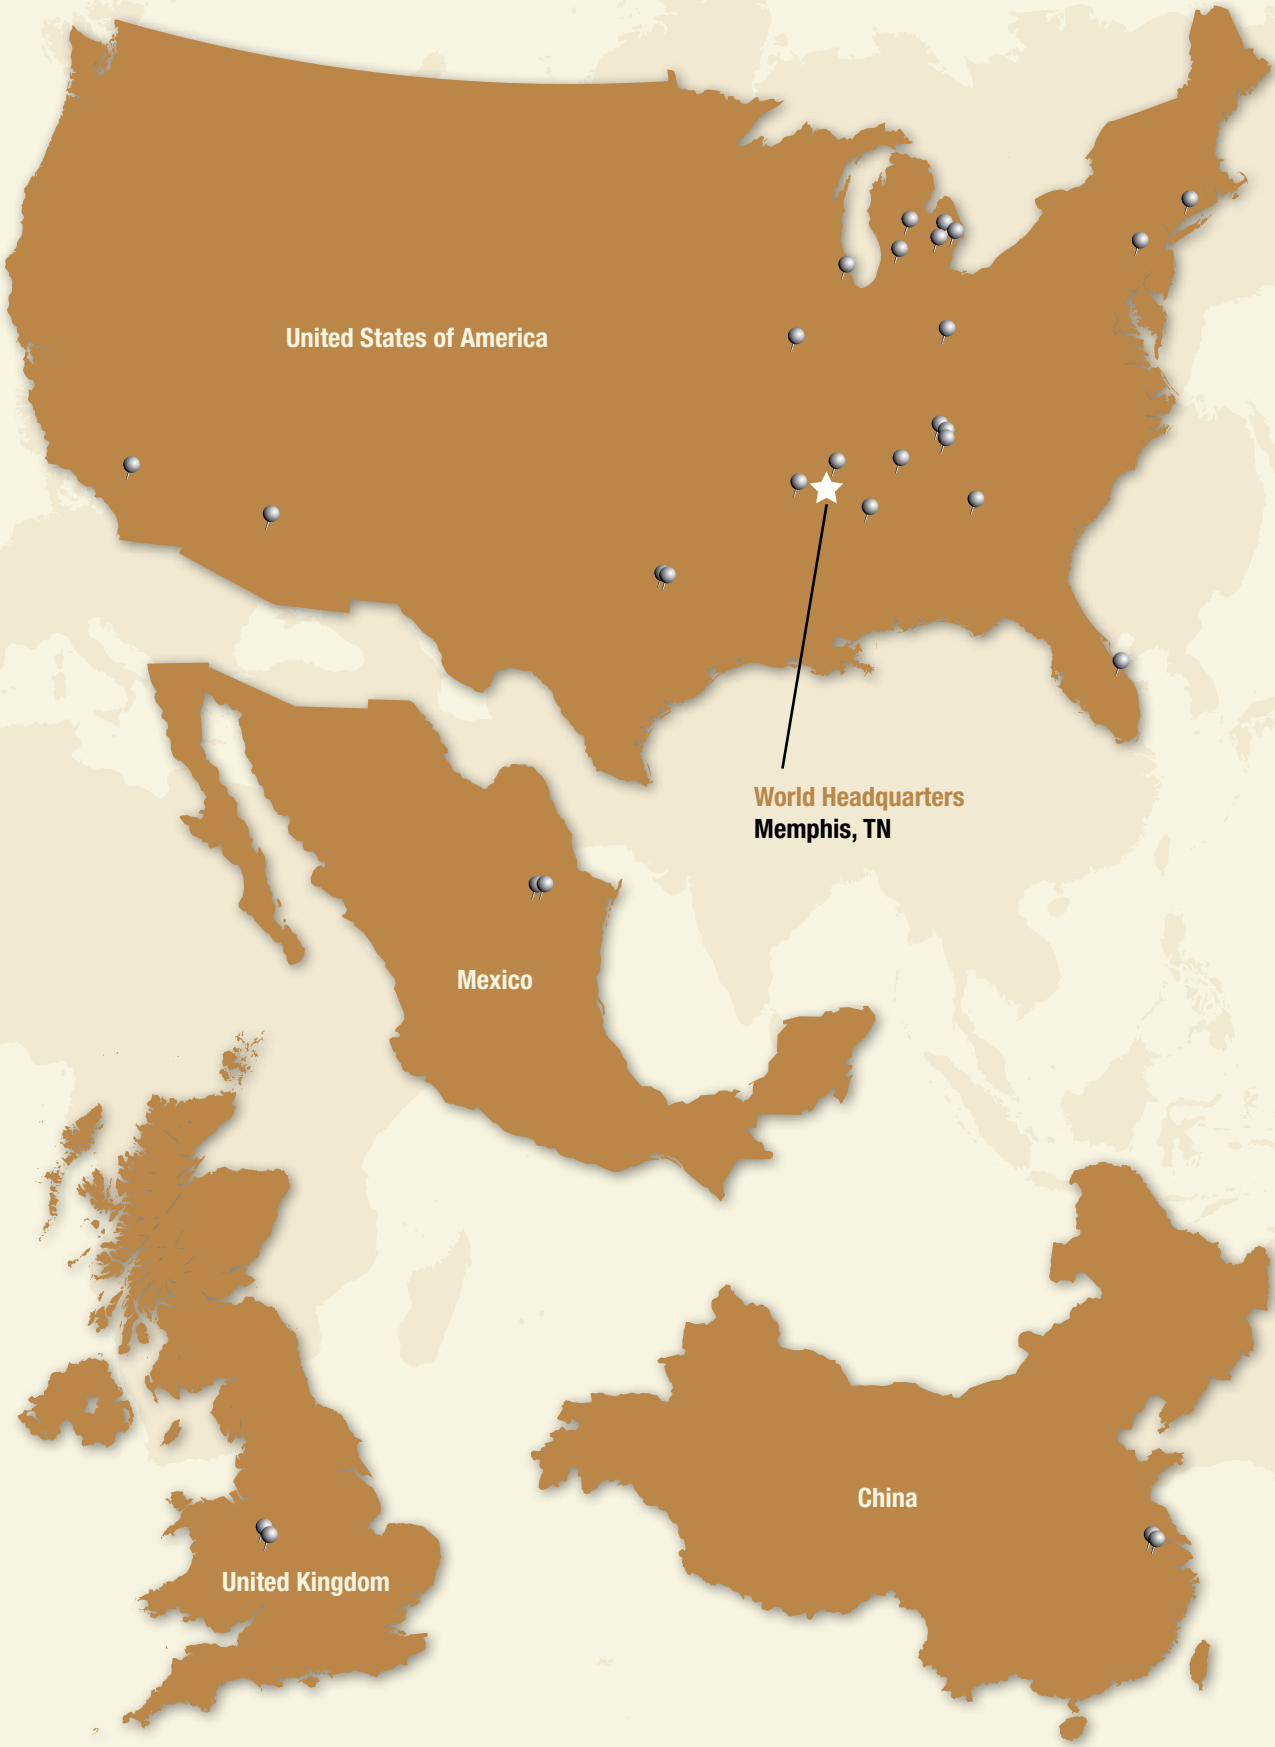 United States of America
World Headquarters
Memphis, TN
Mexico
China
United Kingdom